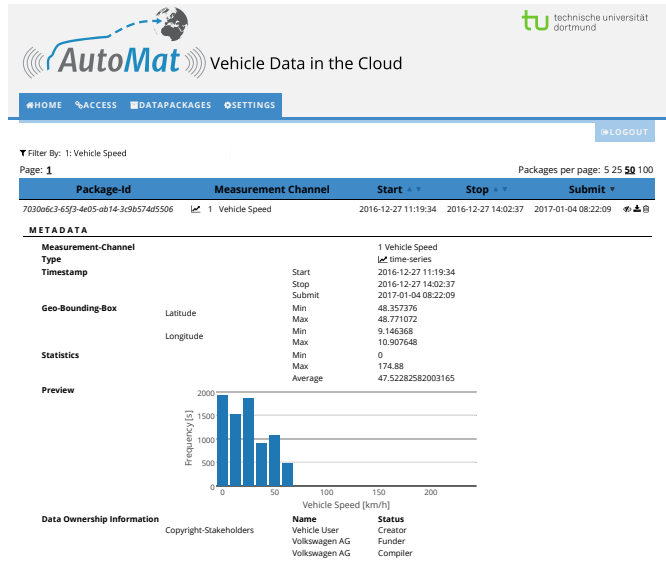 AutoMat
Vehicle Data in the Cloud
technische universität
dortmund
HOME ACCESS DATAPACKAGES SETTINGS
LOGOUT
Filter By: 1: Vehicle Speed
Page: 1 Packages per page: 5 25 50 100
Package-Id Measurement Channel Start Stop Submit
7030a6c3-65f3-4e05-ab14-3c9b574d5506 1 Vehicle Speed 2016-12-27 11:19:34 2016-12-27 14:02:37 2017-01-04 08:22:09
METADATA
Measurement-Channel 1 Vehicle Speed
Type time-series
Timestamp Start 2016-12-27 11:19:34
Stop 2016-12-27 14:02:37
Submit 2017-01-04 08:22:09
Geo-Bounding-Box Latitude Min 48.357376
Max 48.771072
Longitude Min 9.146368
Max 10.907648
Statistics Min 0
Max 174.88
Average 47.52282582003165
Preview
Frequency [s]
2000
1500
1000
500
0
0 50 100 150 200
Vehicle Speed [km/h]
Data Ownership Information Name Status
Copyright-Stakeholders Vehicle User Creator
Volkswagen AG Funder
Volkswagen AG Compiler